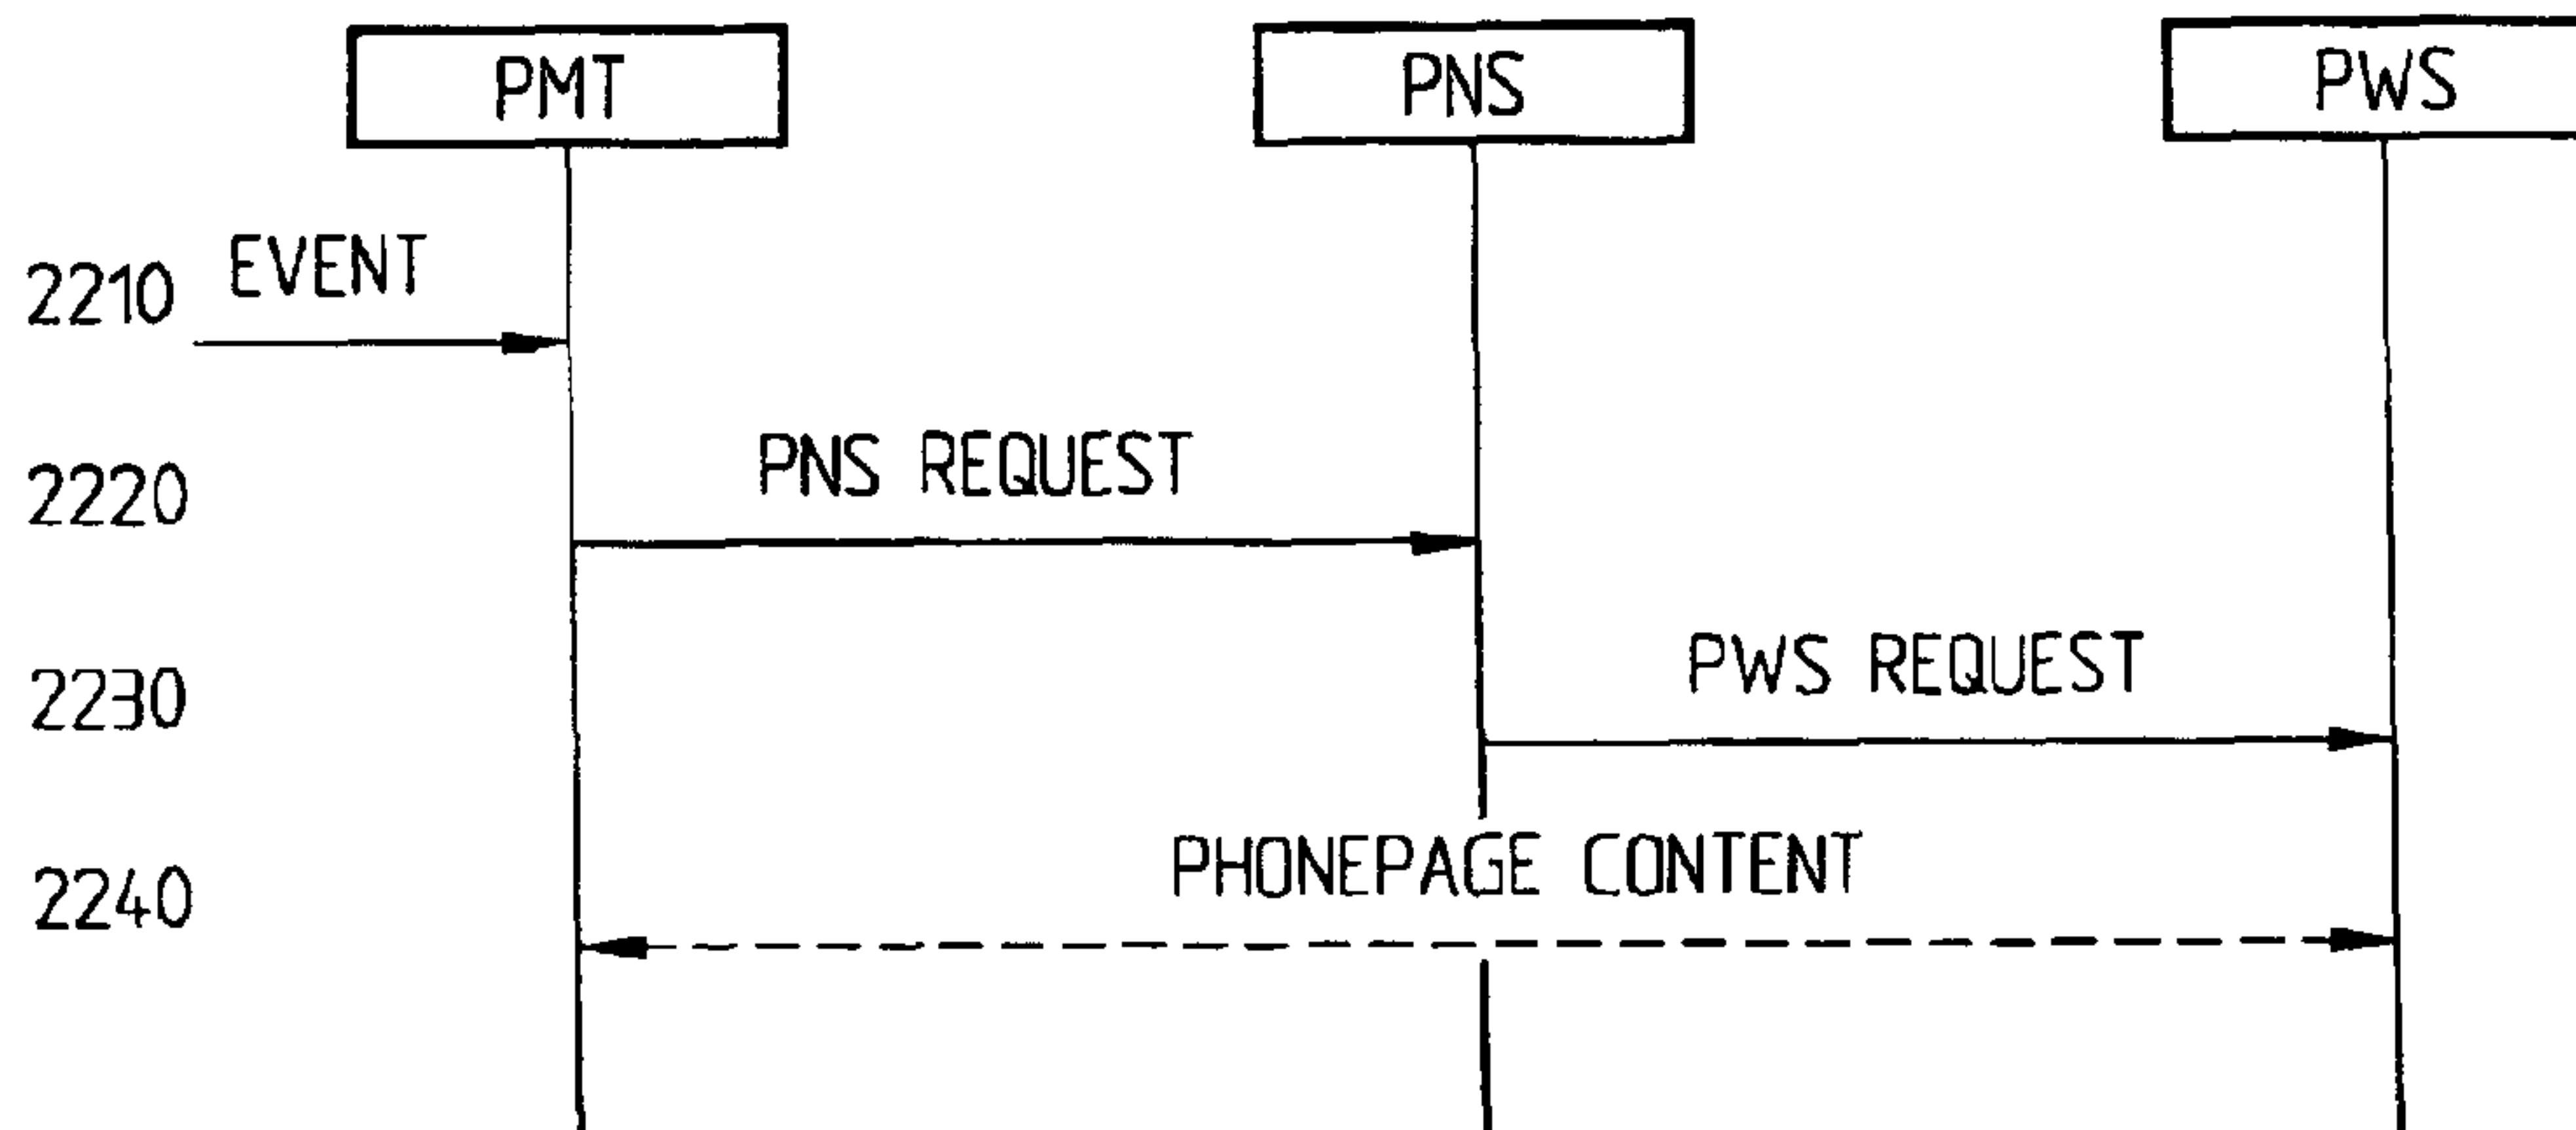 PMT PNS PWS
2210 EVENT
2220 PNS REQUEST
2230 PWS REQUEST
2240 PHONEPAGE CONTENT